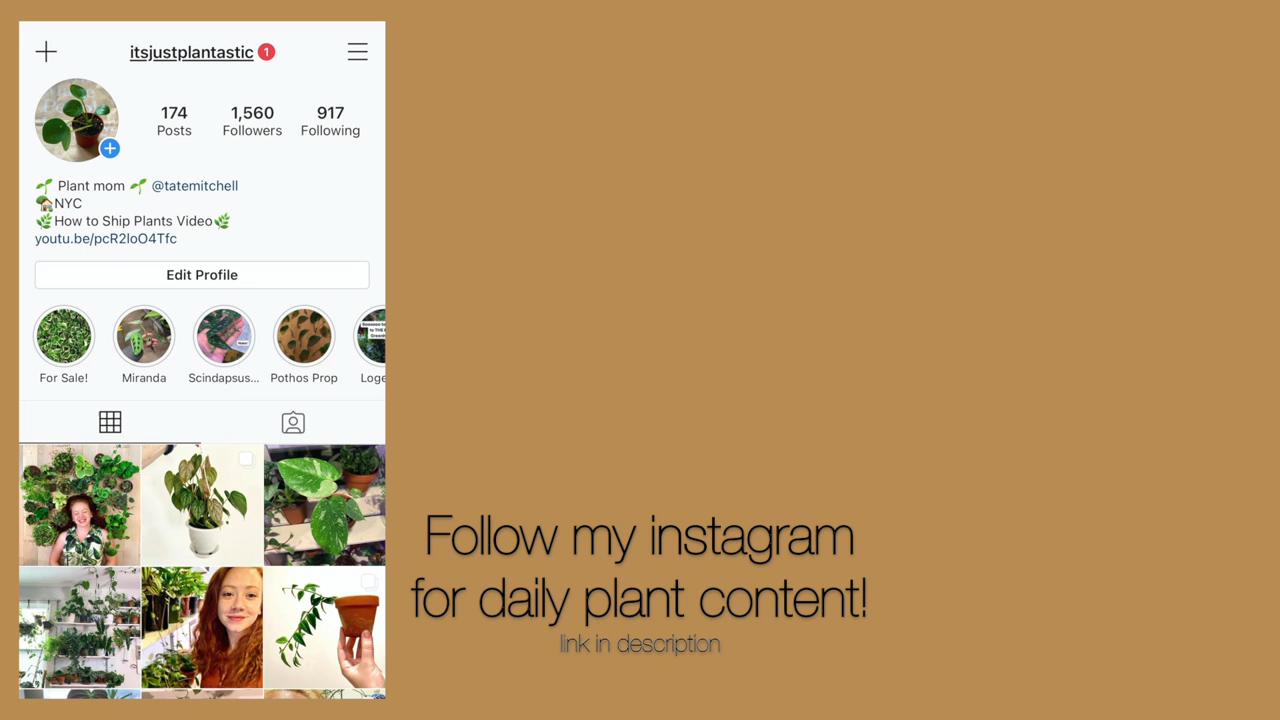 itsjustplantastic 1
174 1,560 917
Posts Followers Following
🌱 Plant mom 🌱 @tatemitchell
🏡NYC
🌿How to Ship Plants Video🌿
youtu.be/pcR2loO4Tfc
Edit Profile
For Sale! Miranda Scindapsus... Pothos Prop Loge
Follow my instagram
for daily plant content!
link in description